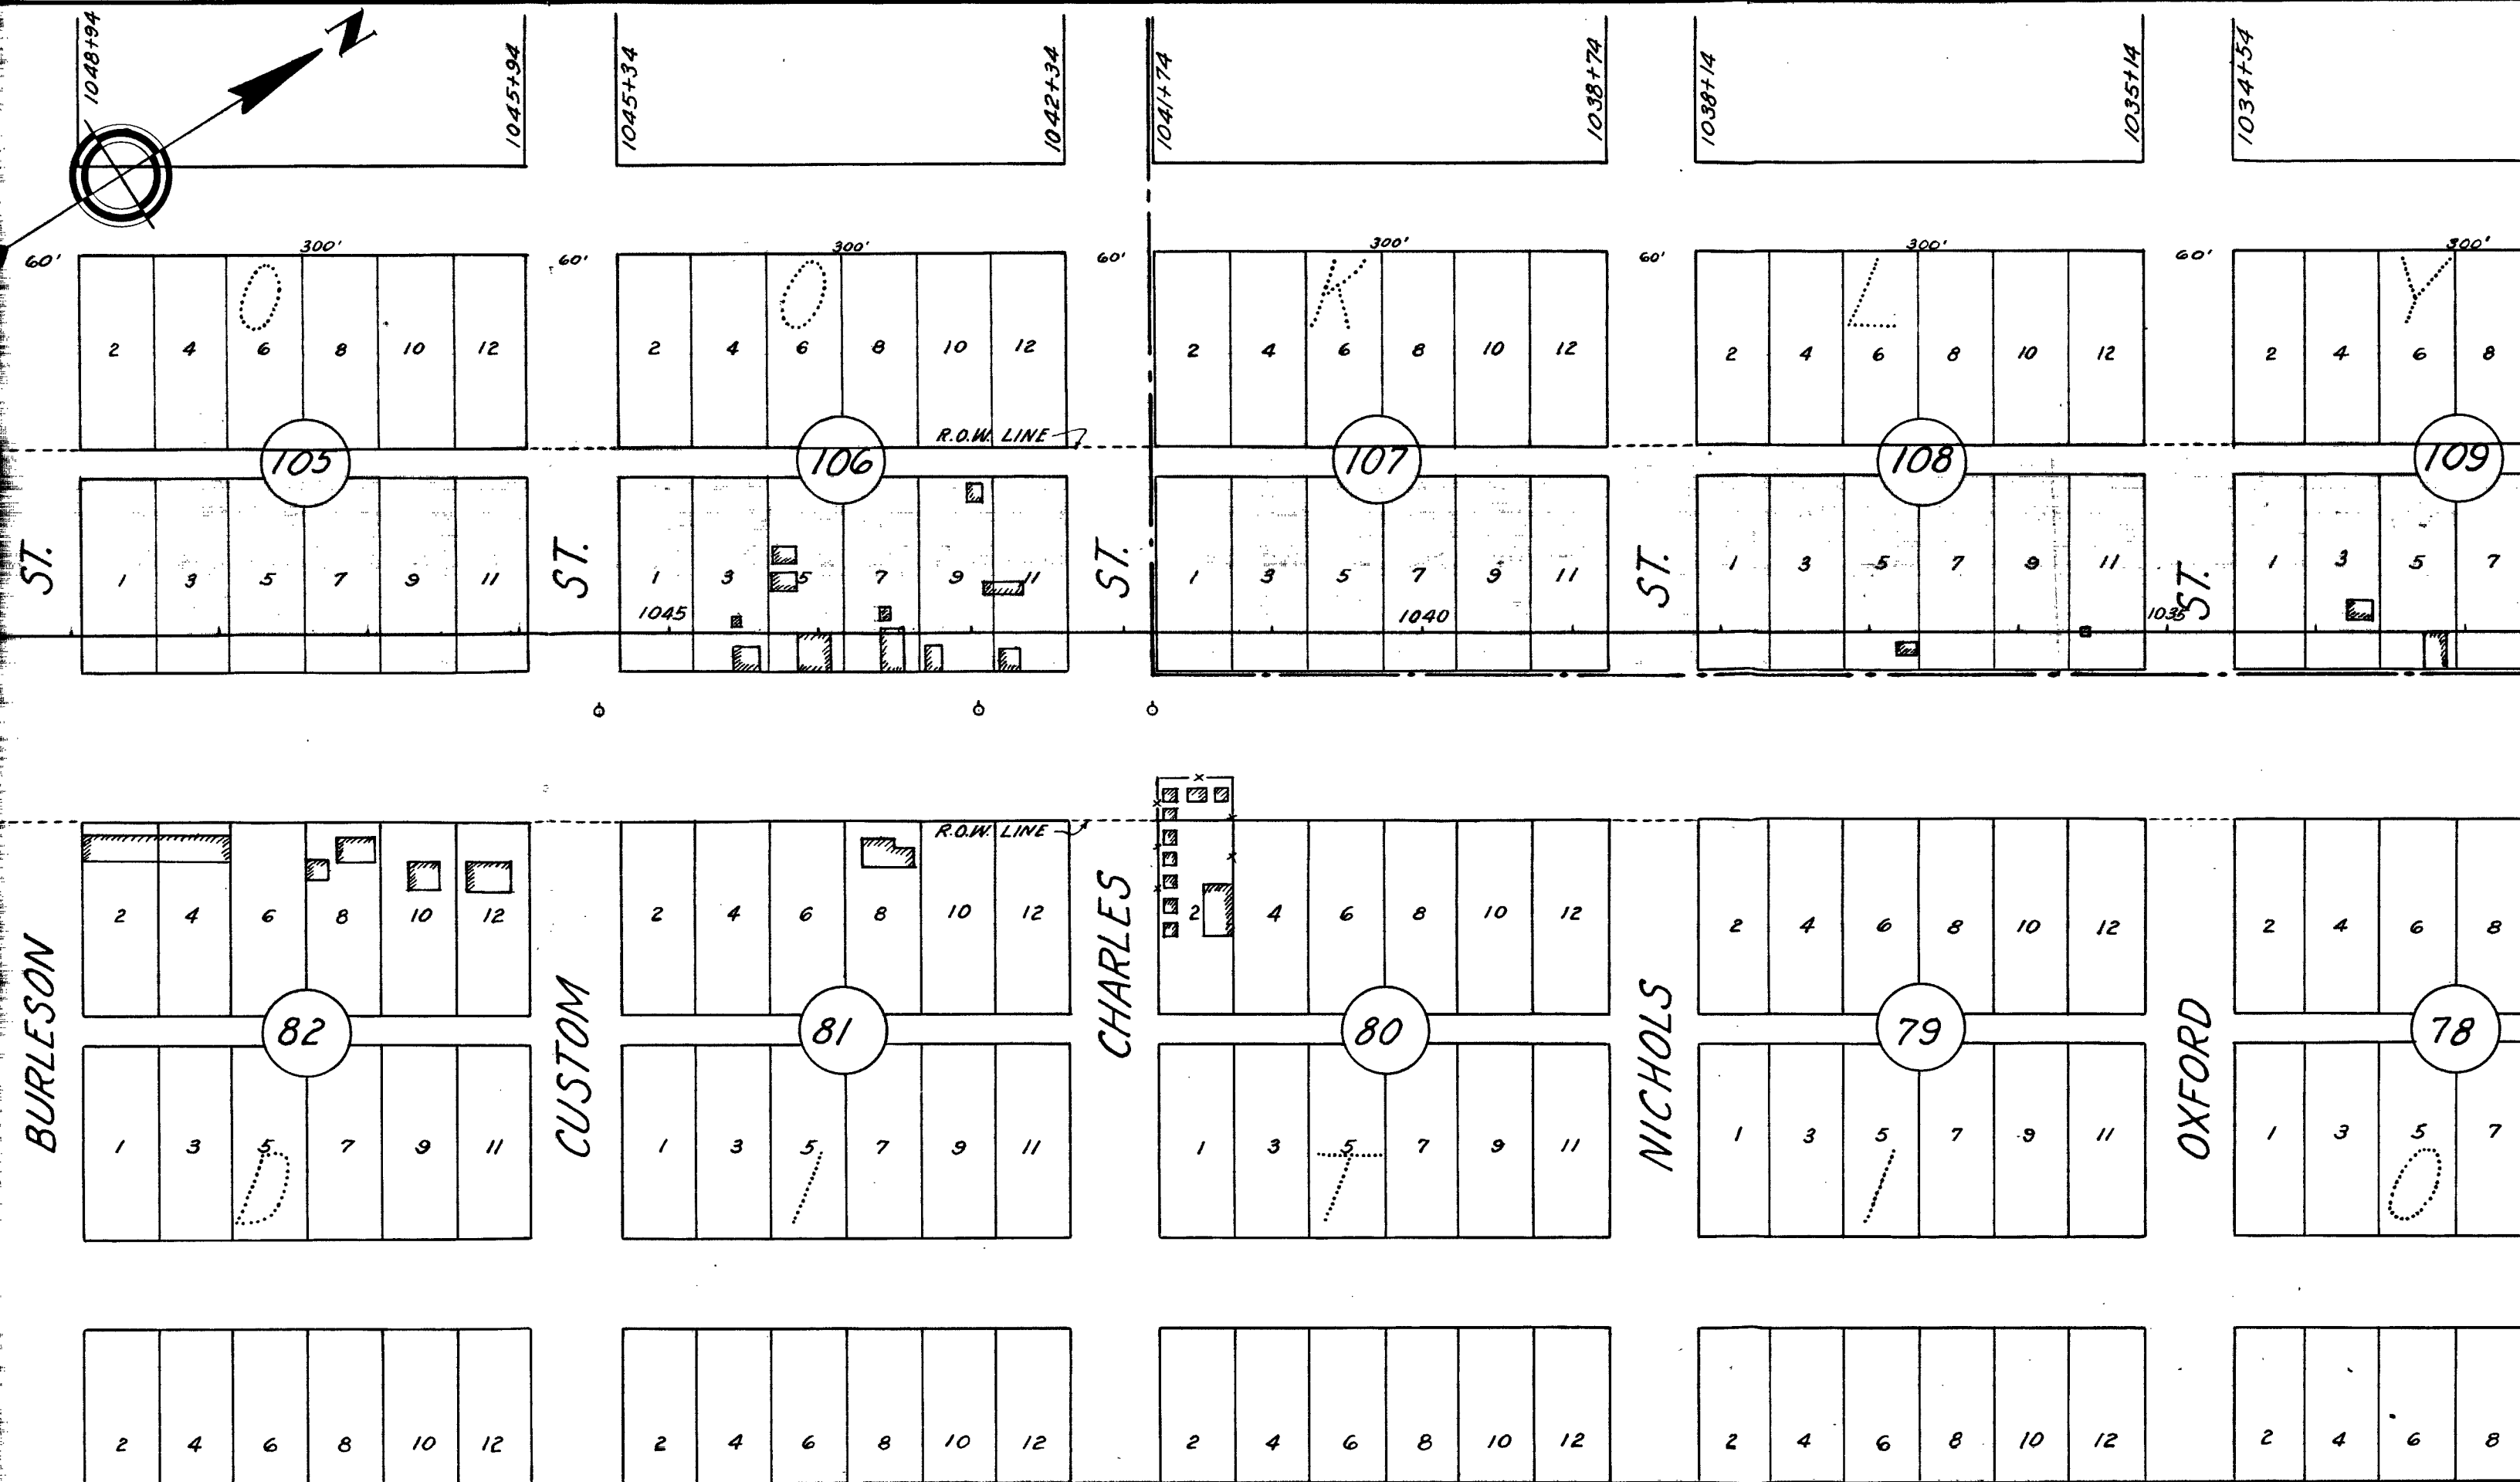 N
1048+94
1045+94
1045+34
1042+34
1041+74
1038+74
1038+14
1035+14
1034+54
60' 300' 60' 300' 60' 300' 60' 300' 60' 300'
O O K L Y
2 4 6 8 10 12 2 4 6 8 10 12 2 4 6 8 10 12 2 4 6 8 10 12 2 4 6 8
R.O.W. LINE
105 106 107 108 109
1 3 5 7 9 11 1 3 5 7 9 11 1 3 5 7 9 11 1 3 5 7 9 11 1 3 5 7
1045 1040 1035
R.O.W. LINE
2 4 6 8 10 12 2 4 6 8 10 12 2 4 6 8 10 12 2 4 6 8 10 12 2 4 6 8
BURLESON ST.
CUSTOM ST.
CHARLES ST.
NICHOLS ST.
OXFORD ST.
82 81 80 79 78
1 3 5 7 9 11 1 3 5 7 9 11 1 3 5 7 9 11 1 3 5 7 9 11 1 3 5 7
D I T I O
2 4 6 8 10 12 2 4 6 8 10 12 2 4 6 8 10 12 2 4 6 8 10 12 2 4 6 8